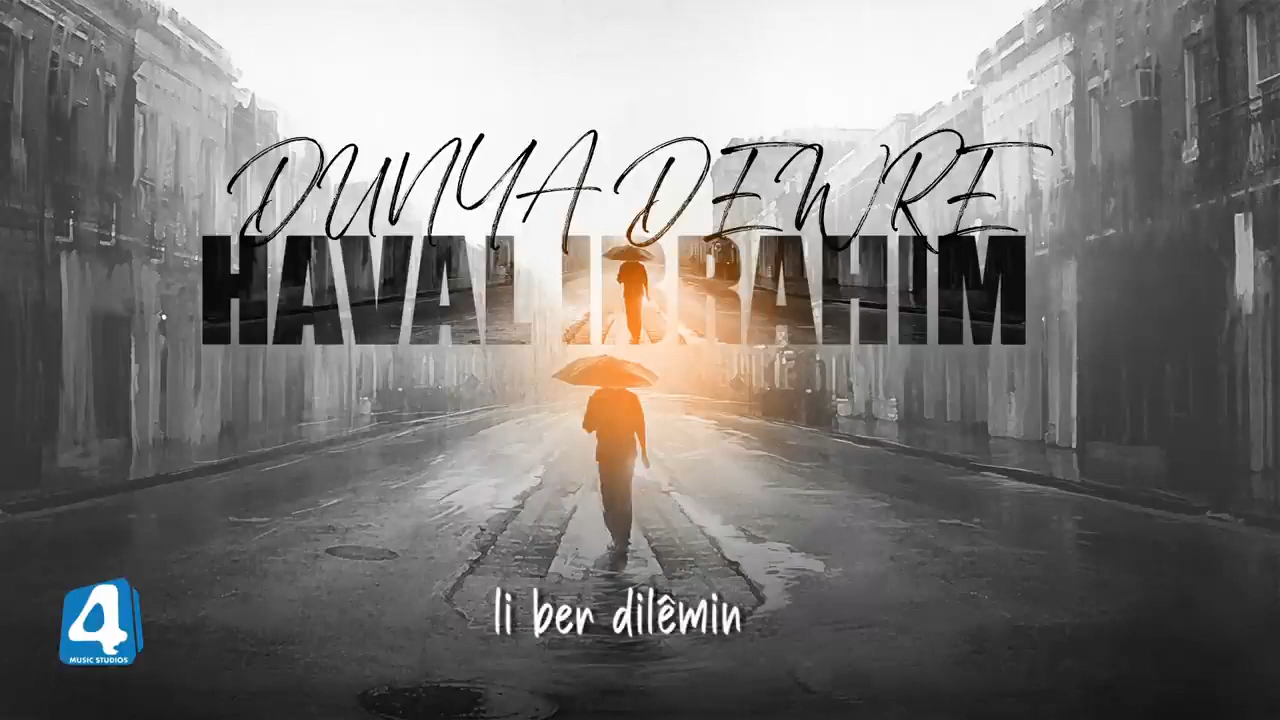 DUNYA DEWRE
HAVAL IBRAHIM
li ber dilêmin
4
MUSIC STUDIOS